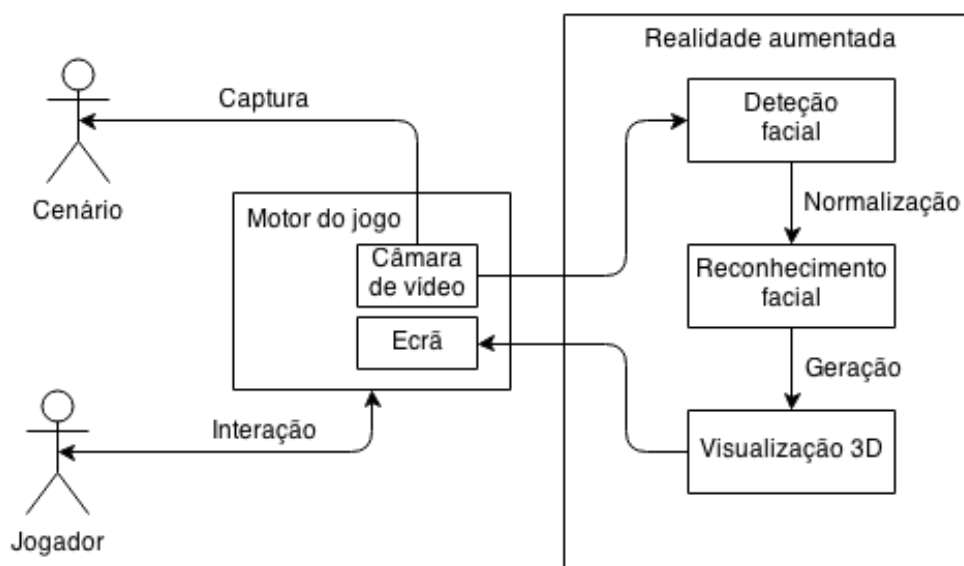 Realidade aumentada
Captura
Deteção
facial
Cenário
Normalização
Motor do jogo
Câmara
de vídeo
Reconhecimento
facial
Ecrã
Geração
Interação
Visualização 3D
Jogador